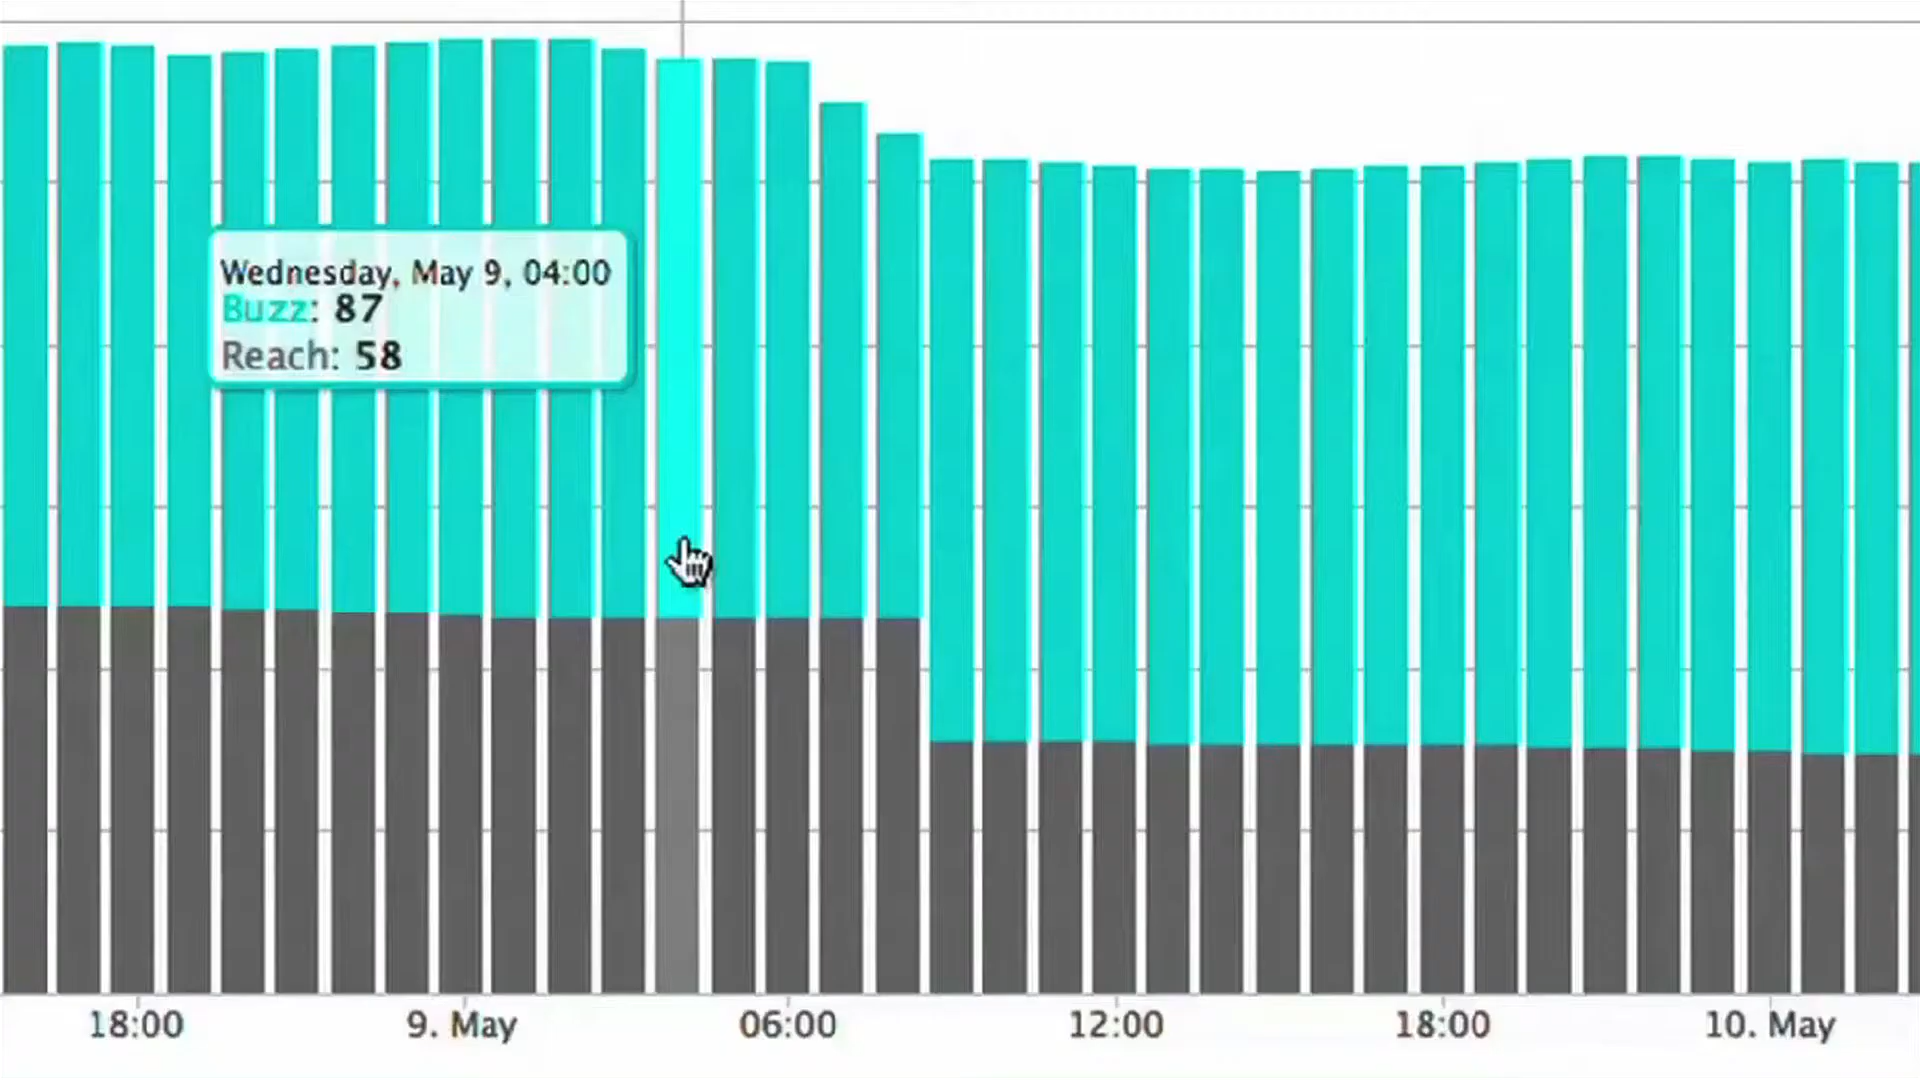 Wednesday, May 9, 04:00
Buzz: 87
Reach: 58
18:00 9. May 06:00 12:00 18:00 10. May